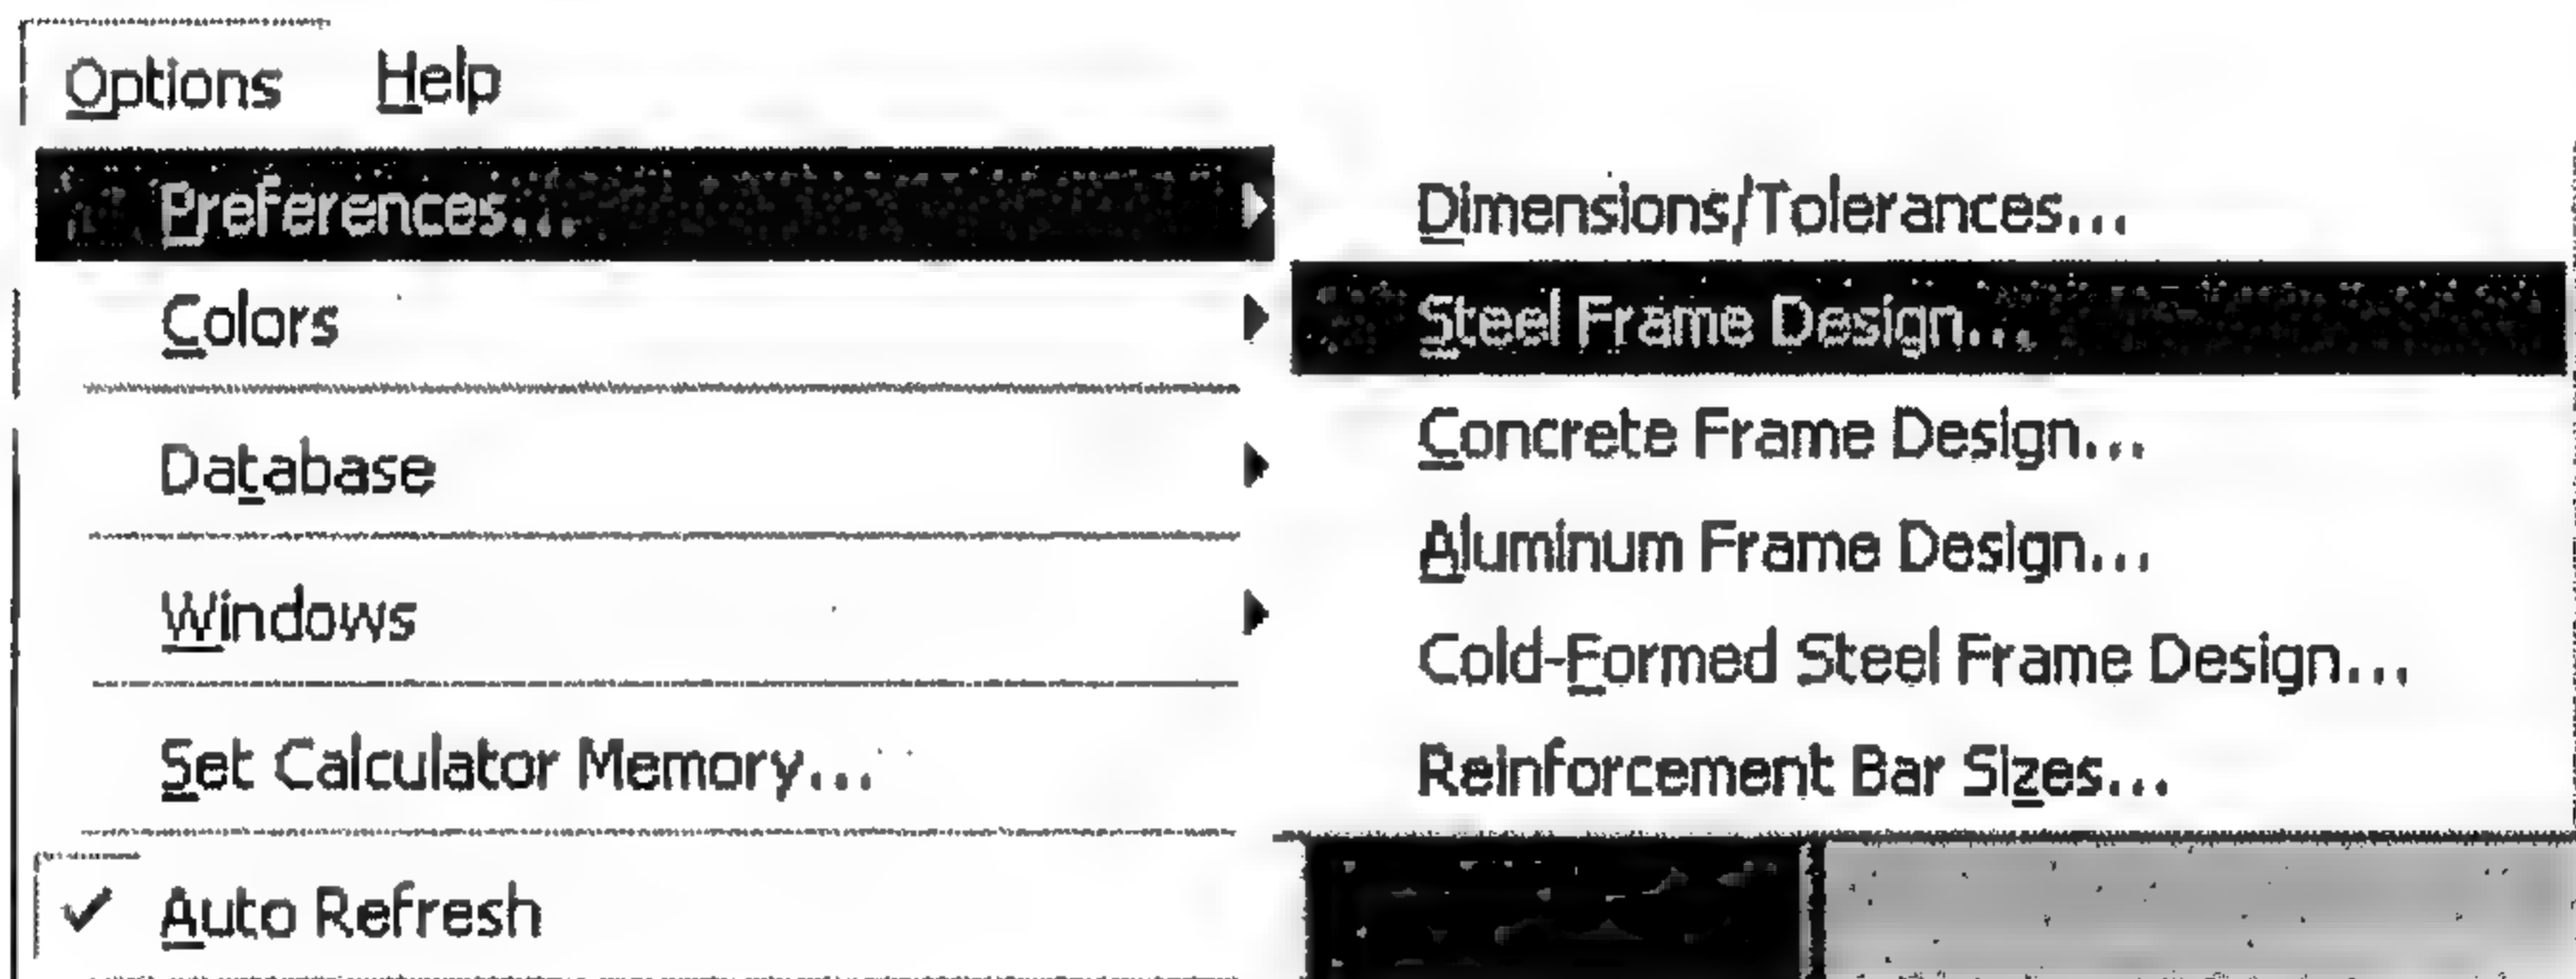 Options Help
Preferences...
Colors
Database
Windows
Set Calculator Memory...
Auto Refresh
Dimensions/Tolerances...
Steel Frame Design...
Concrete Frame Design...
Aluminum Frame Design...
Cold-Formed Steel Frame Design...
Reinforcement Bar Sizes...